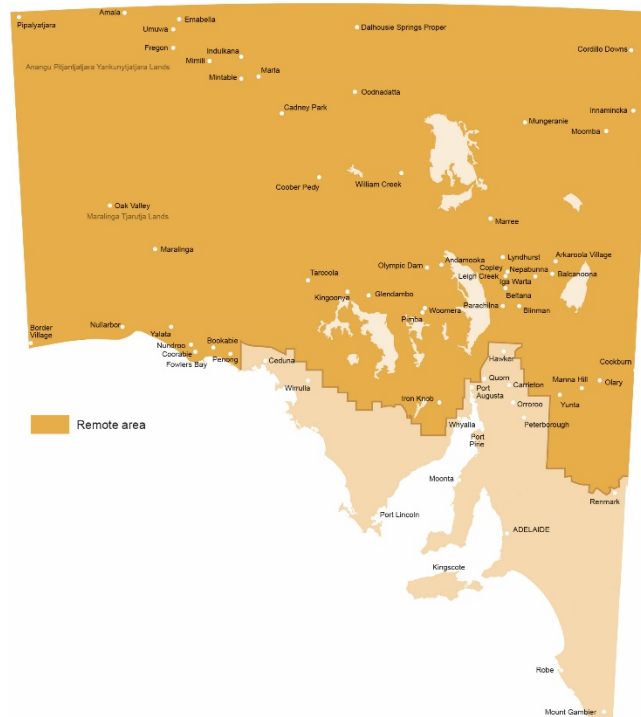 Pipalyatjara
Amata
Ernabella
Umuwa
Dalhousie Springs Proper
Fregon
Indulkana
Cordillo Downs
Mimili
Anangu Pitjantjatjara Yankunytjatjara Lands
Mintable
Marla
Oodnadatta
Cadney Park
Innamincka
Mungeranie
Moomba
Coober Pedy
William Creek
Oak Valley
Maralinga Tjarutja Lands
Marree
Maralinga
Lyndhurst
Arkaroola Village
Andamooka
Olympic Dam
Copley
Nepabunna
Leigh Creek
Balcanoona
Tarcoola
Iga Warta
Kingoonya
Glendambo
Beltana
Parachilna
Blinman
Woomera
Pimba
Border
Village
Nullarbor
Yalata
Nundroo
Bookabie
Coorabie
Fowlers Bay
Penong
Ceduna
Hawker
Cockburn
Quorn
Wirrulla
Carrieton
Manna Hill
Olary
Port
Augusta
Iron Knob
Orroroo
Yunta
Remote area
Whyalla
Peterborough
Port
Pirie
Moonta
Renmark
Port Lincoln
ADELAIDE
Kingscote
Robe
Mount Gambier